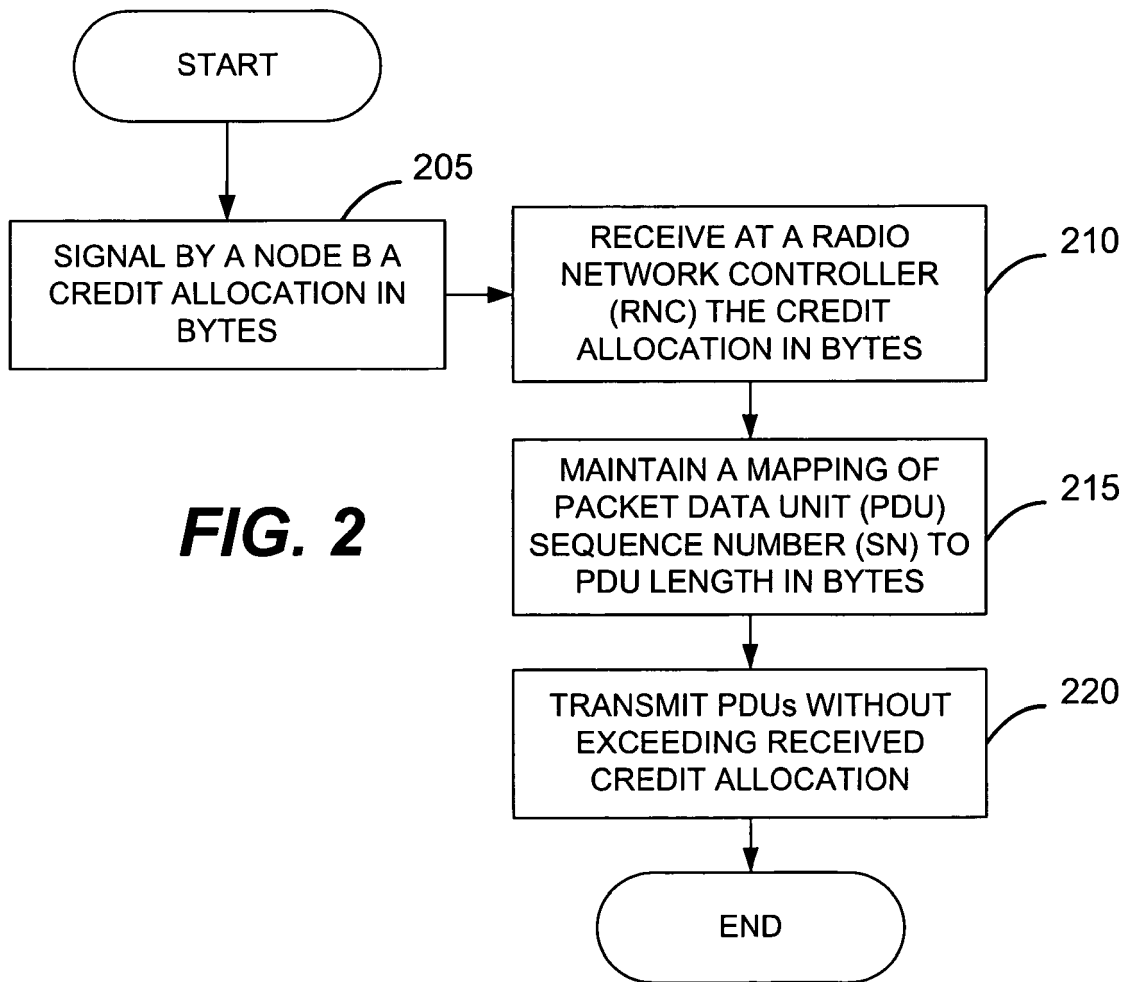 START
205
SIGNAL BY A NODE B A
CREDIT ALLOCATION IN
BYTES
RECEIVE AT A RADIO
NETWORK CONTROLLER
(RNC) THE CREDIT
ALLOCATION IN BYTES
210
MAINTAIN A MAPPING OF
PACKET DATA UNIT (PDU)
SEQUENCE NUMBER (SN) TO
PDU LENGTH IN BYTES
215
FIG. 2
TRANSMIT PDUs WITHOUT
EXCEEDING RECEIVED
CREDIT ALLOCATION
220
END